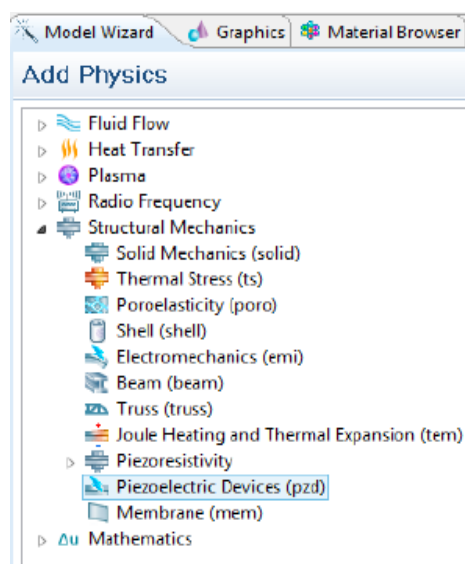 Model Wizard Graphics Material Browser
Add Physics
Fluid Flow
Heat Transfer
Plasma
Radio Frequency
Structural Mechanics
Solid Mechanics (solid)
Thermal Stress (ts)
Poroelasticity (poro)
Shell (shell)
Electromechanics (emi)
Beam (beam)
Truss (truss)
Joule Heating and Thermal Expansion (tem)
Piezoresistivity
Piezoelectric Devices (pzd)
Membrane (mem)
Δu Mathematics